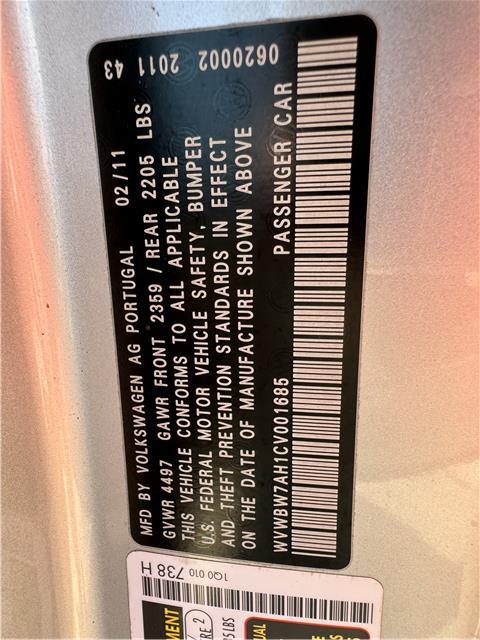 MFD BY VOLKSWAGEN AG PORTUGAL 02/11 43
GVWR 4497 GAWR FRONT 2359 / REAR 2205 LBS
THIS VEHICLE CONFORMS TO ALL APPLICABLE 2011
U.S. FEDERAL MOTOR VEHICLE SAFETY, BUMPER
AND THEFT PREVENTION STANDARDS IN EFFECT 0620002
ON THE DATE OF MANUFACTURE SHOWN ABOVE
WVWBW7AH1CV001685 PASSENGER CAR
1Q0 010 738 H